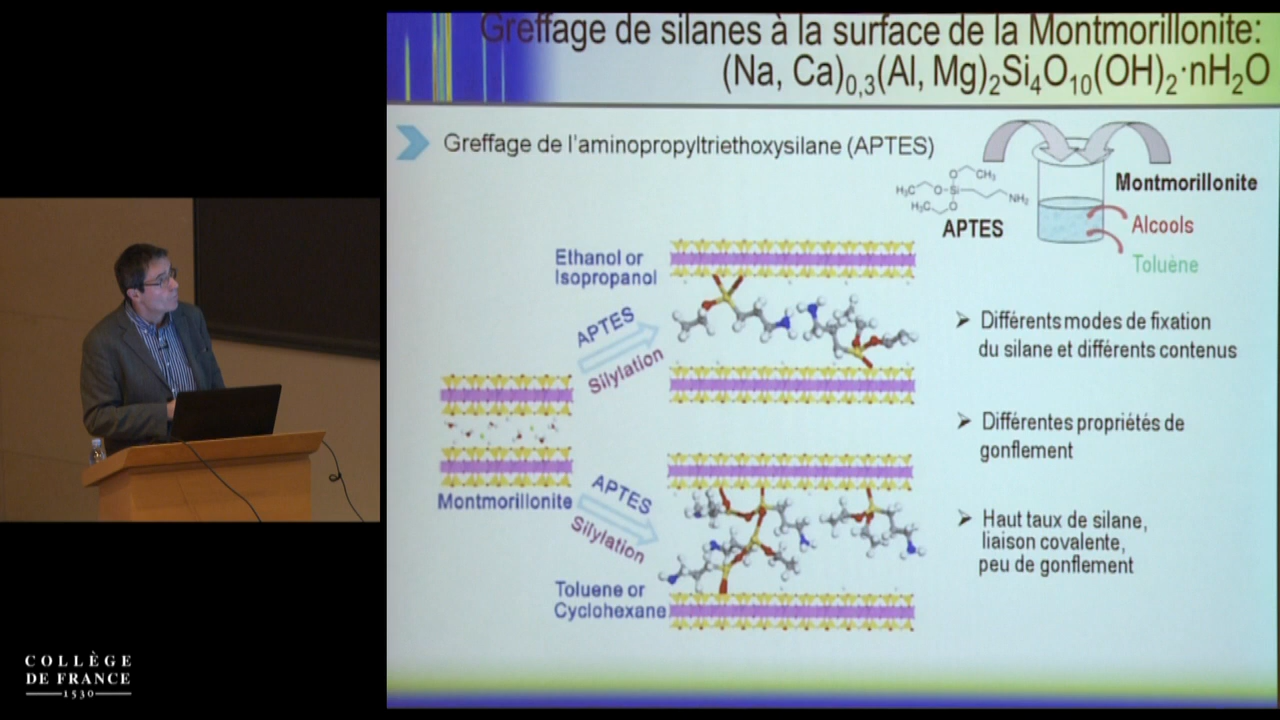 Greffage de silanes à la surface de la Montmorillonite:
(Na, Ca)0,3(Al, Mg)2Si4O10(OH)2·nH2O
Greffage de l'aminopropyltriethoxysilane (APTES)
O CH3
H3C O-Si NH2
H3C O
APTES
Montmorillonite
Alcools
Toluène
Ethanol or
Isopropanol
APTES
Silylation
Montmorillonite
APTES
Silylation
Toluene or
Cyclohexane
Différents modes de fixation
du silane et différents contenus
Différentes propriétés de
gonflement
Haut taux de silane,
liaison covalente,
peu de gonflement
COLLÈGE
DE FRANCE
1530